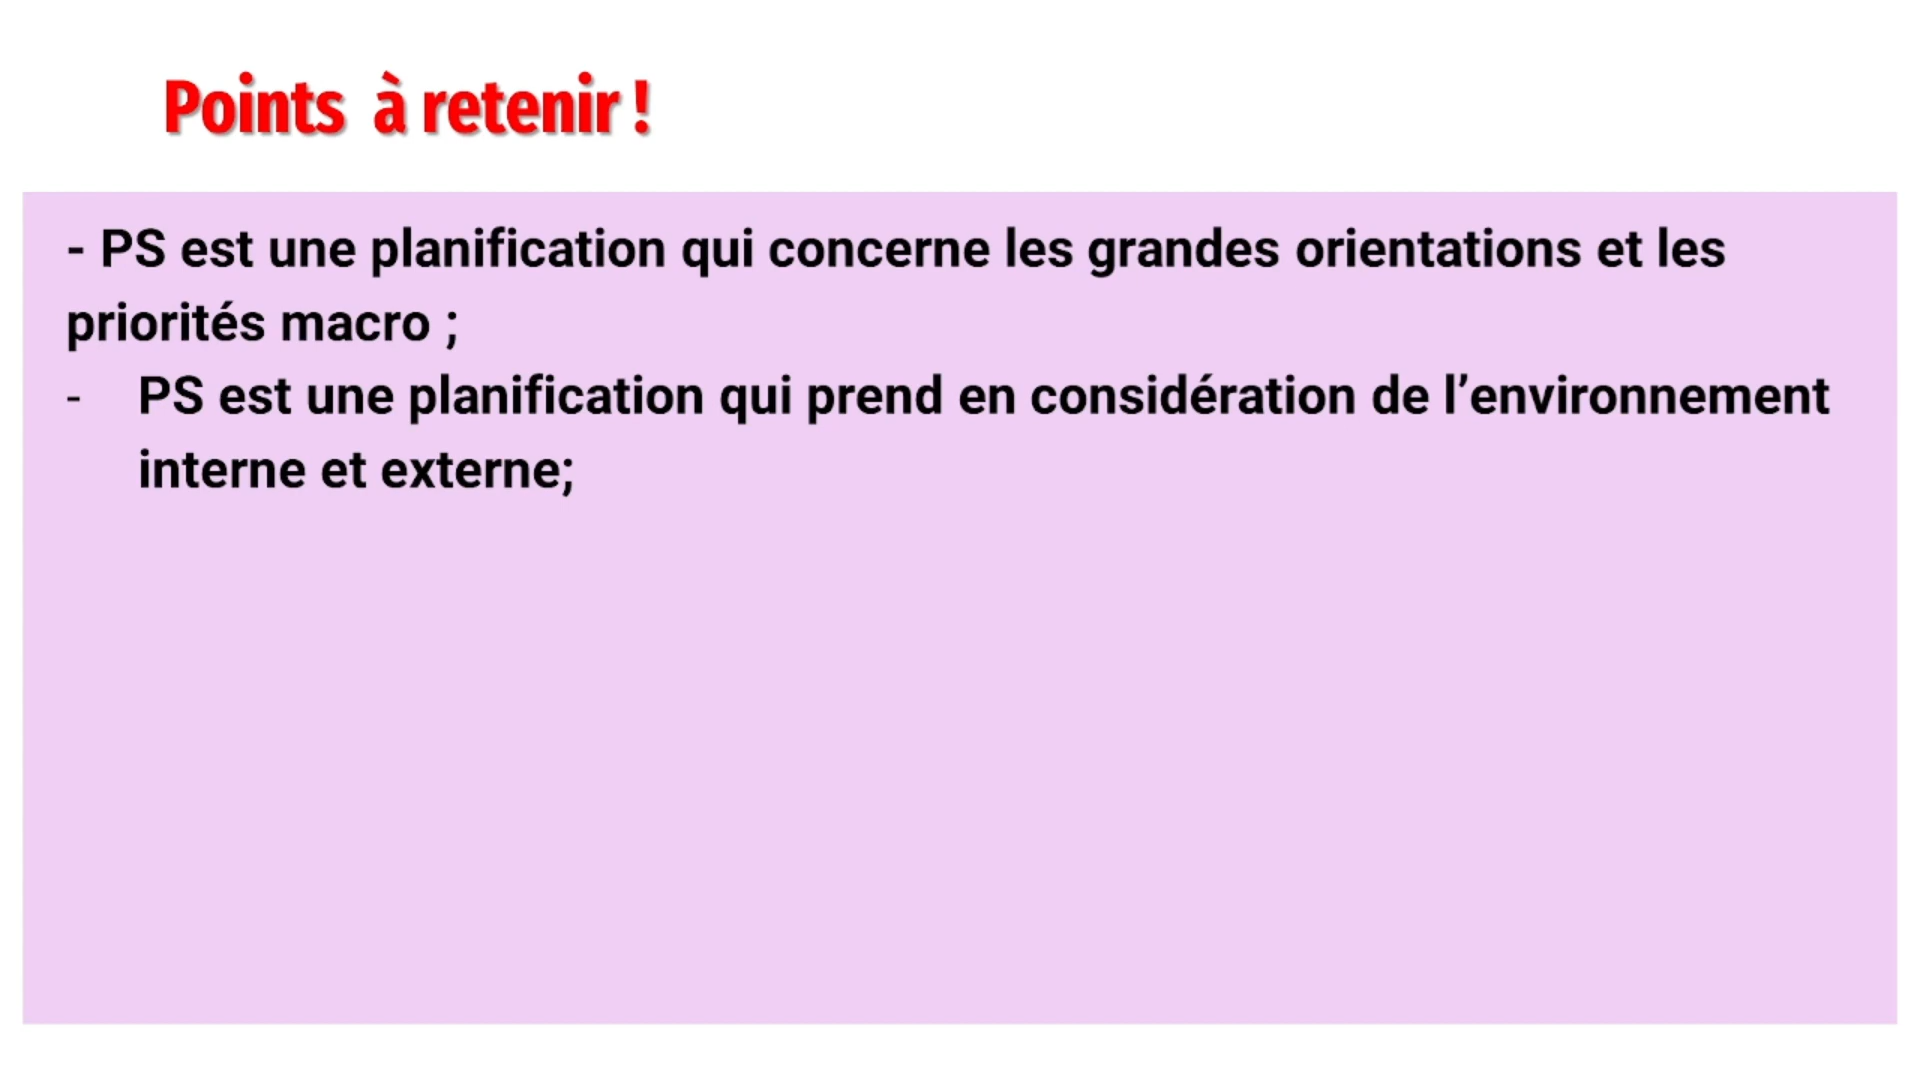 Points à retenir !
- PS est une planification qui concerne les grandes orientations et les
priorités macro ;
- PS est une planification qui prend en considération de l’environnement
interne et externe;